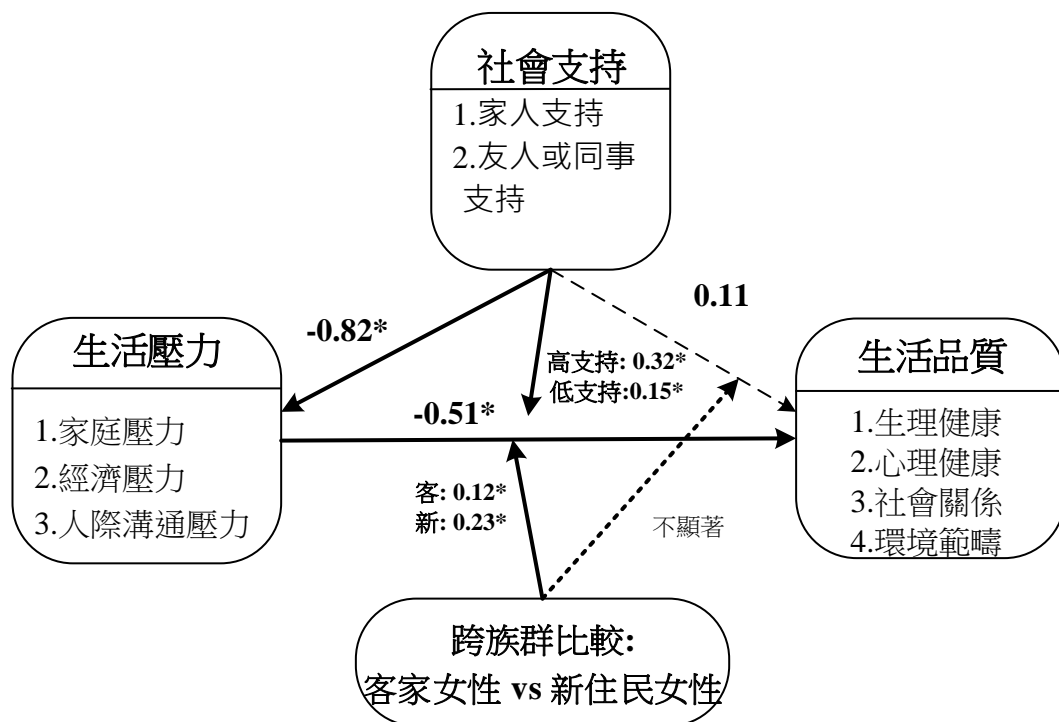 社會支持
1.家人支持
2.友人或同事
支持
-0.82*
0.11
生活壓力
1.家庭壓力
2.經濟壓力
3.人際溝通壓力
高支持: 0.32*
低支持:0.15*
-0.51*
生活品質
1.生理健康
2.心理健康
3.社會關係
4.環境範疇
客: 0.12*
新: 0.23*
不顯著
跨族群比較:
客家女性 vs 新住民女性